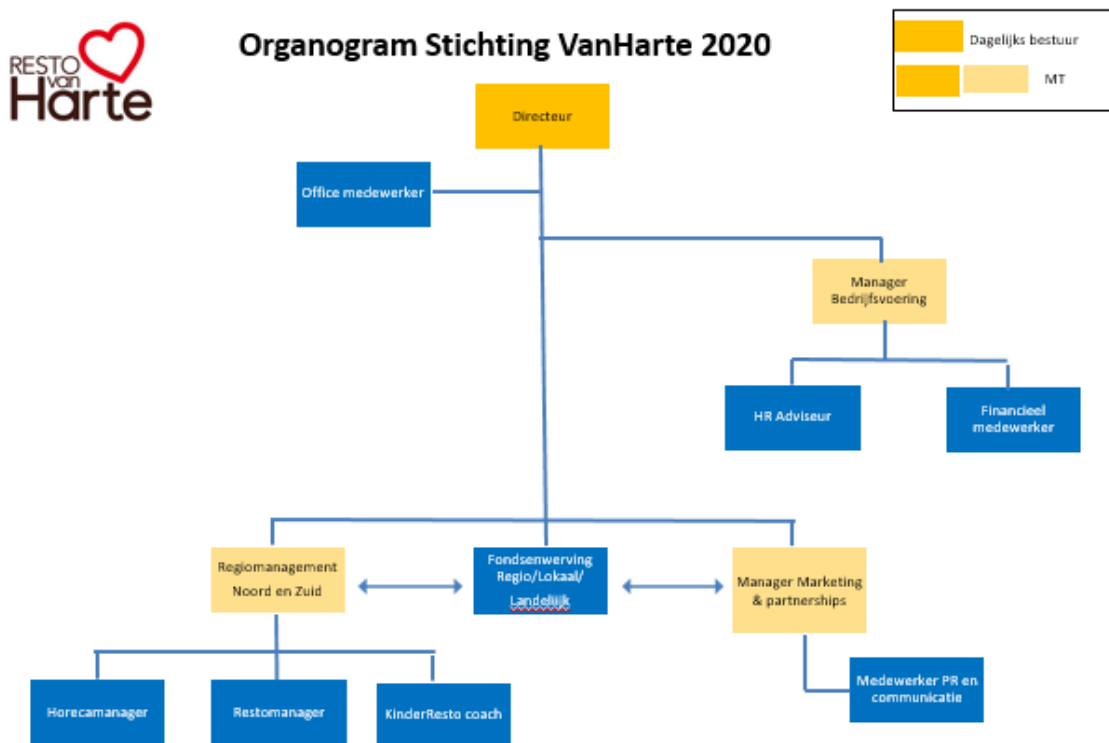 RESTO
van
Harte
Organogram Stichting VanHarte 2020
Dagelijks bestuur
MT
Directeur
Office medewerker
Manager
Bedrijfsvoering
HR Adviseur
Financieel
medewerker
Regiomanagement
Noord en Zuid
Fondsenwerving
Regio/Lokaal/
Landelijk
Manager Marketing
& partnerships
Horecamanager
Restomanager
KinderResto coach
Medewerker PR en
communicatie